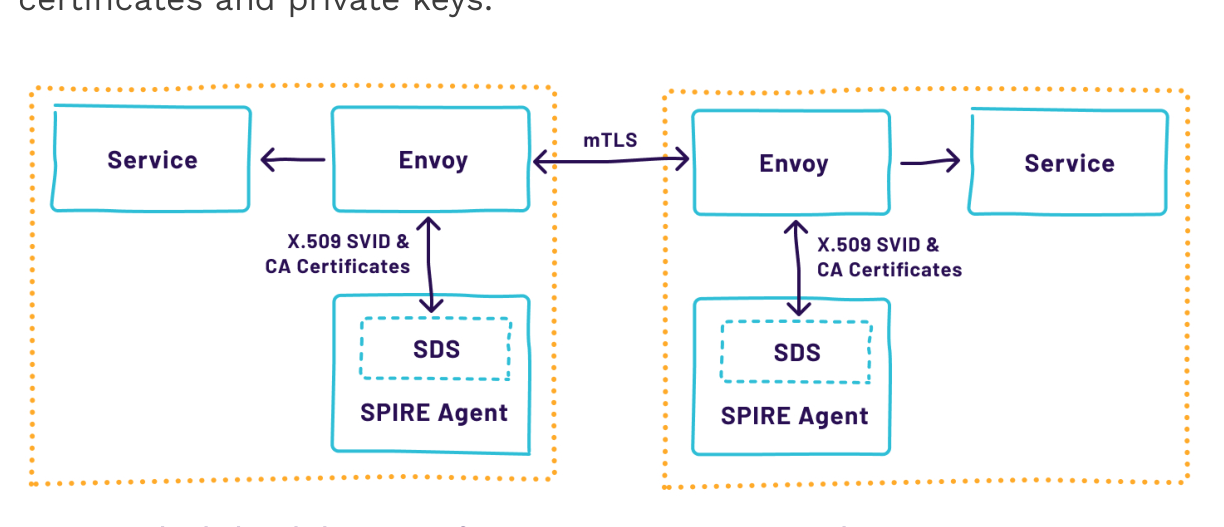 certificates and private keys.
mTLS
Service
Envoy
Envoy
Service
X.509 SVID &
CA Certificates
X.509 SVID &
CA Certificates
SDS
SPIRE Agent
SDS
SPIRE Agent